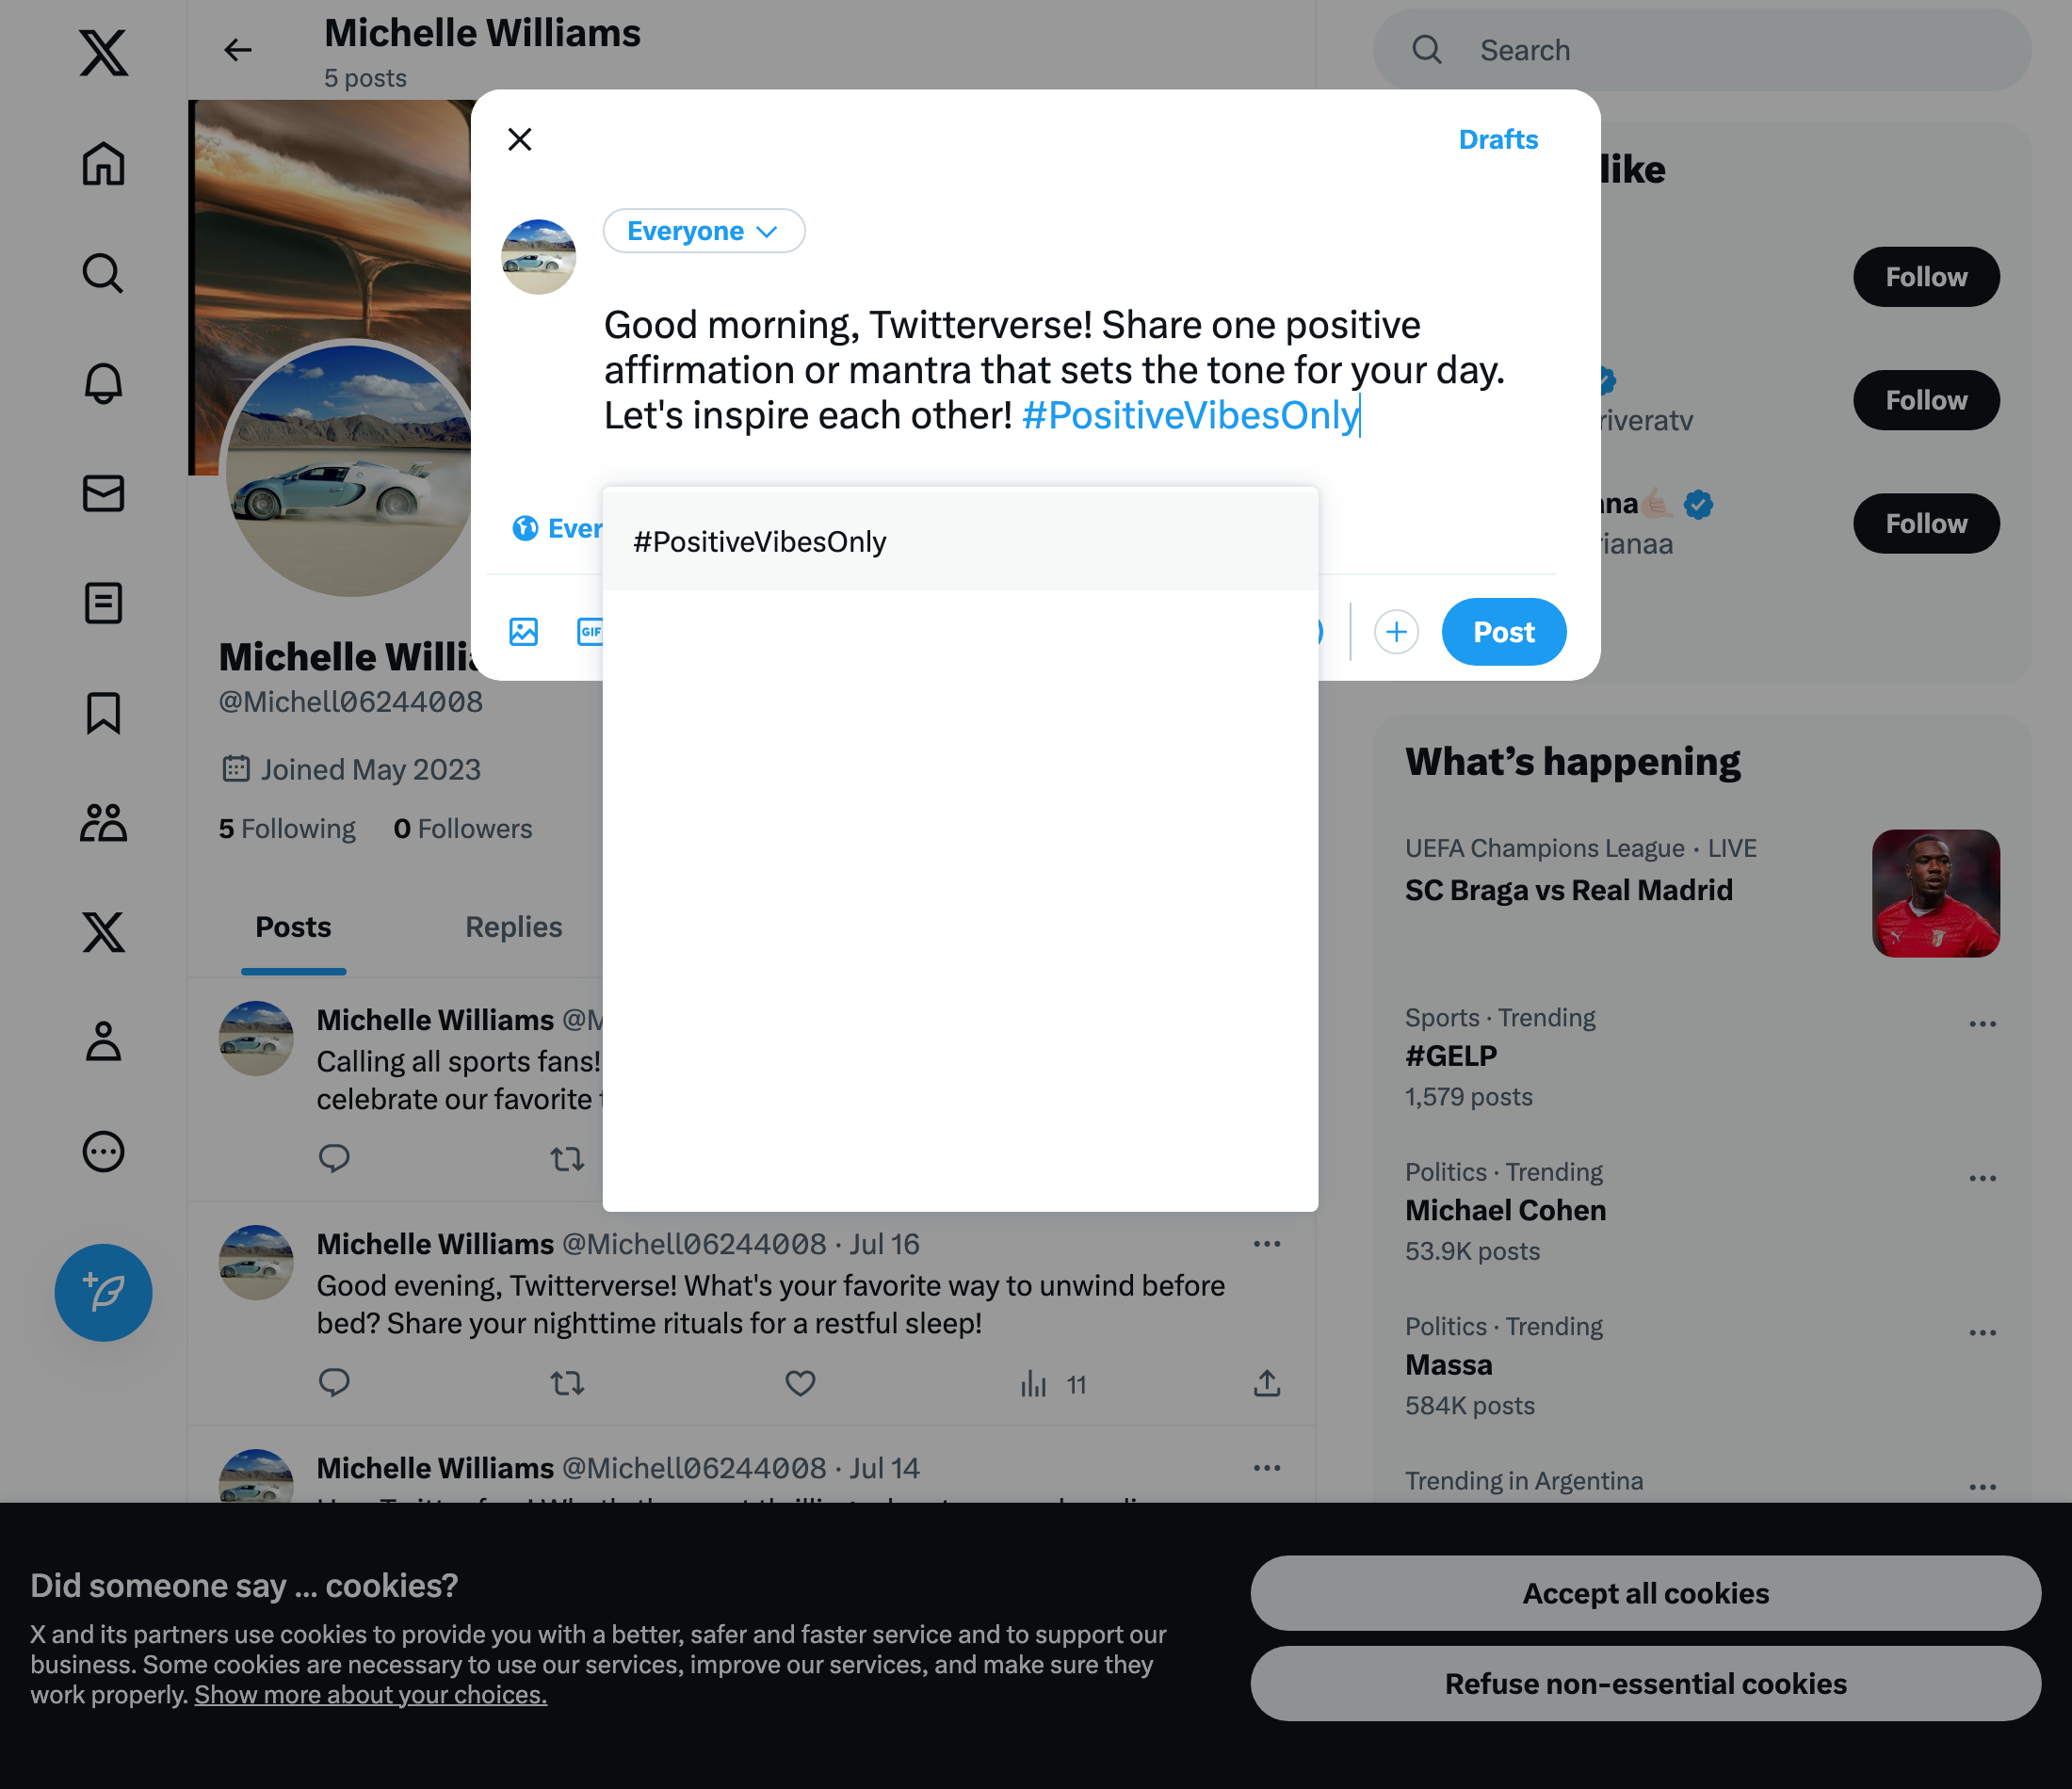 Michelle Williams
5 posts
Search
Drafts
Everyone
Good morning, Twitterverse! Share one positive
affirmation or mantra that sets the tone for your day.
Let's inspire each other! #PositiveVibesOnly
#PositiveVibesOnly
GIF
Post
like
Follow
Follow
riveratv
Follow
Michelle
@Michell06244008
Joined May 2023
5 Following 0 Followers
Posts Replies
Michelle Williams
Calling all sports fans!
celebrate our favorite
Michelle Williams @Michell06244008 · Jul 16
Good evening, Twitterverse! What's your favorite way to unwind before
bed? Share your nighttime rituals for a restful sleep!
11
Michelle Williams @Michell06244008 · Jul 14
What’s happening
UEFA Champions League · LIVE
SC Braga vs Real Madrid
Sports · Trending
#GELP
1,579 posts
Politics · Trending
Michael Cohen
53.9K posts
Politics · Trending
Massa
584K posts
Trending in Argentina
Did someone say ... cookies?
X and its partners use cookies to provide you with a better, safer and faster service and to support our
business. Some cookies are necessary to use our services, improve our services, and make sure they
work properly. Show more about your choices.
Accept all cookies
Refuse non-essential cookies